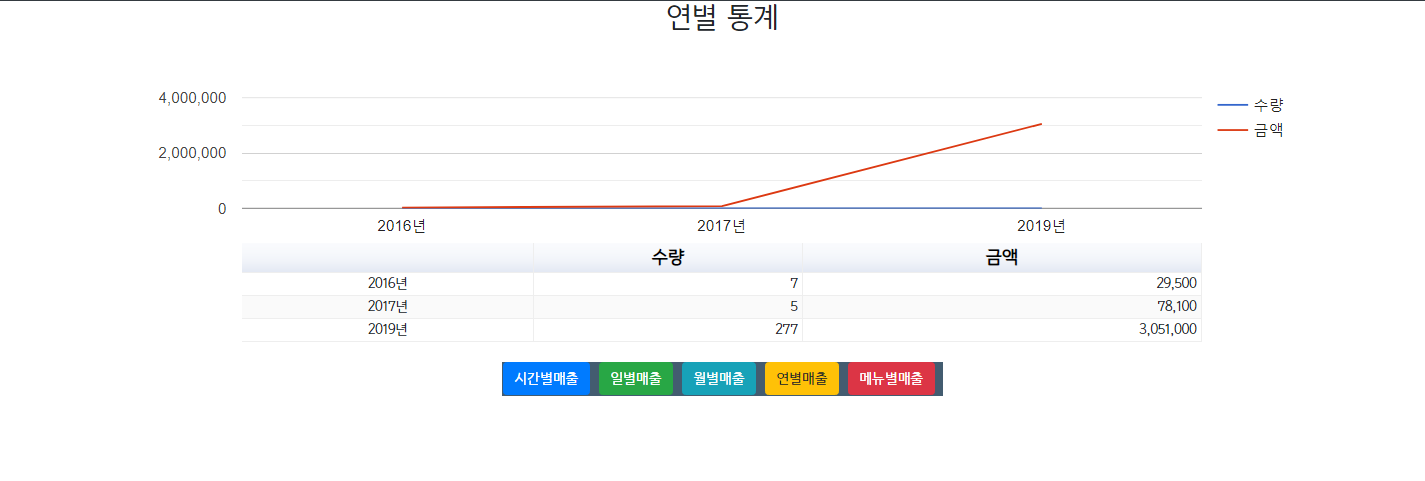 연별 통계
4,000,000
2,000,000
0
수량
금액
2016년 2017년 2019년
수량 금액
2016년 7 29,500
2017년 5 78,100
2019년 277 3,051,000
시간별매출 일별매출 월별매출 연별매출 메뉴별매출